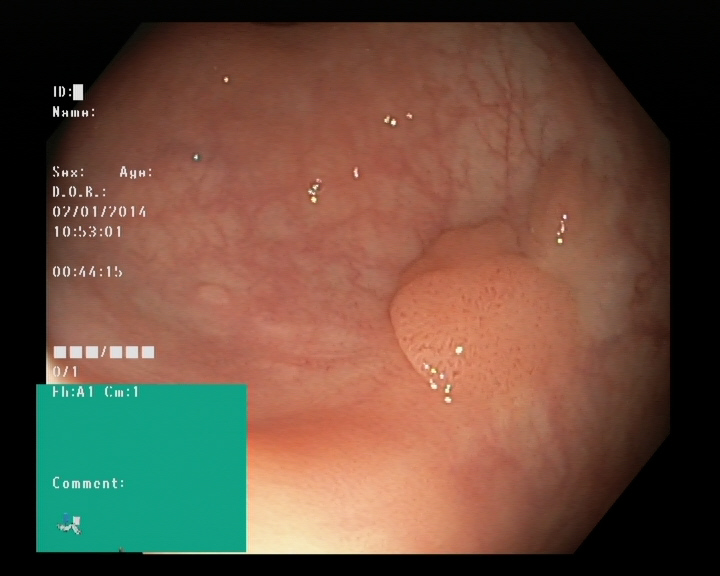 ID:
Name:
Sex: Age:
D.O.B.:
02/01/2014
10:53:01
00:44:15
/
0/1
Eh:A1 Cm:1
Comment: